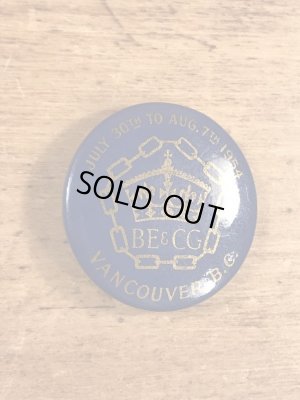 JULY 30TH TO AUG. 7TH 1954
SOLD OUT
BE&CG
VANCOUVER, B.C.